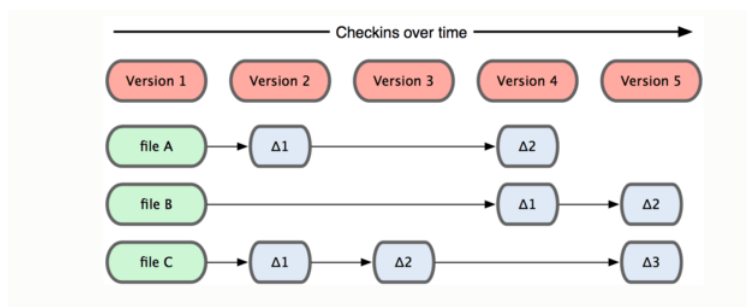 Checkins over time
Version 1 Version 2 Version 3 Version 4 Version 5
file A Δ1 Δ2
file B Δ1 Δ2
file C Δ1 Δ2 Δ3